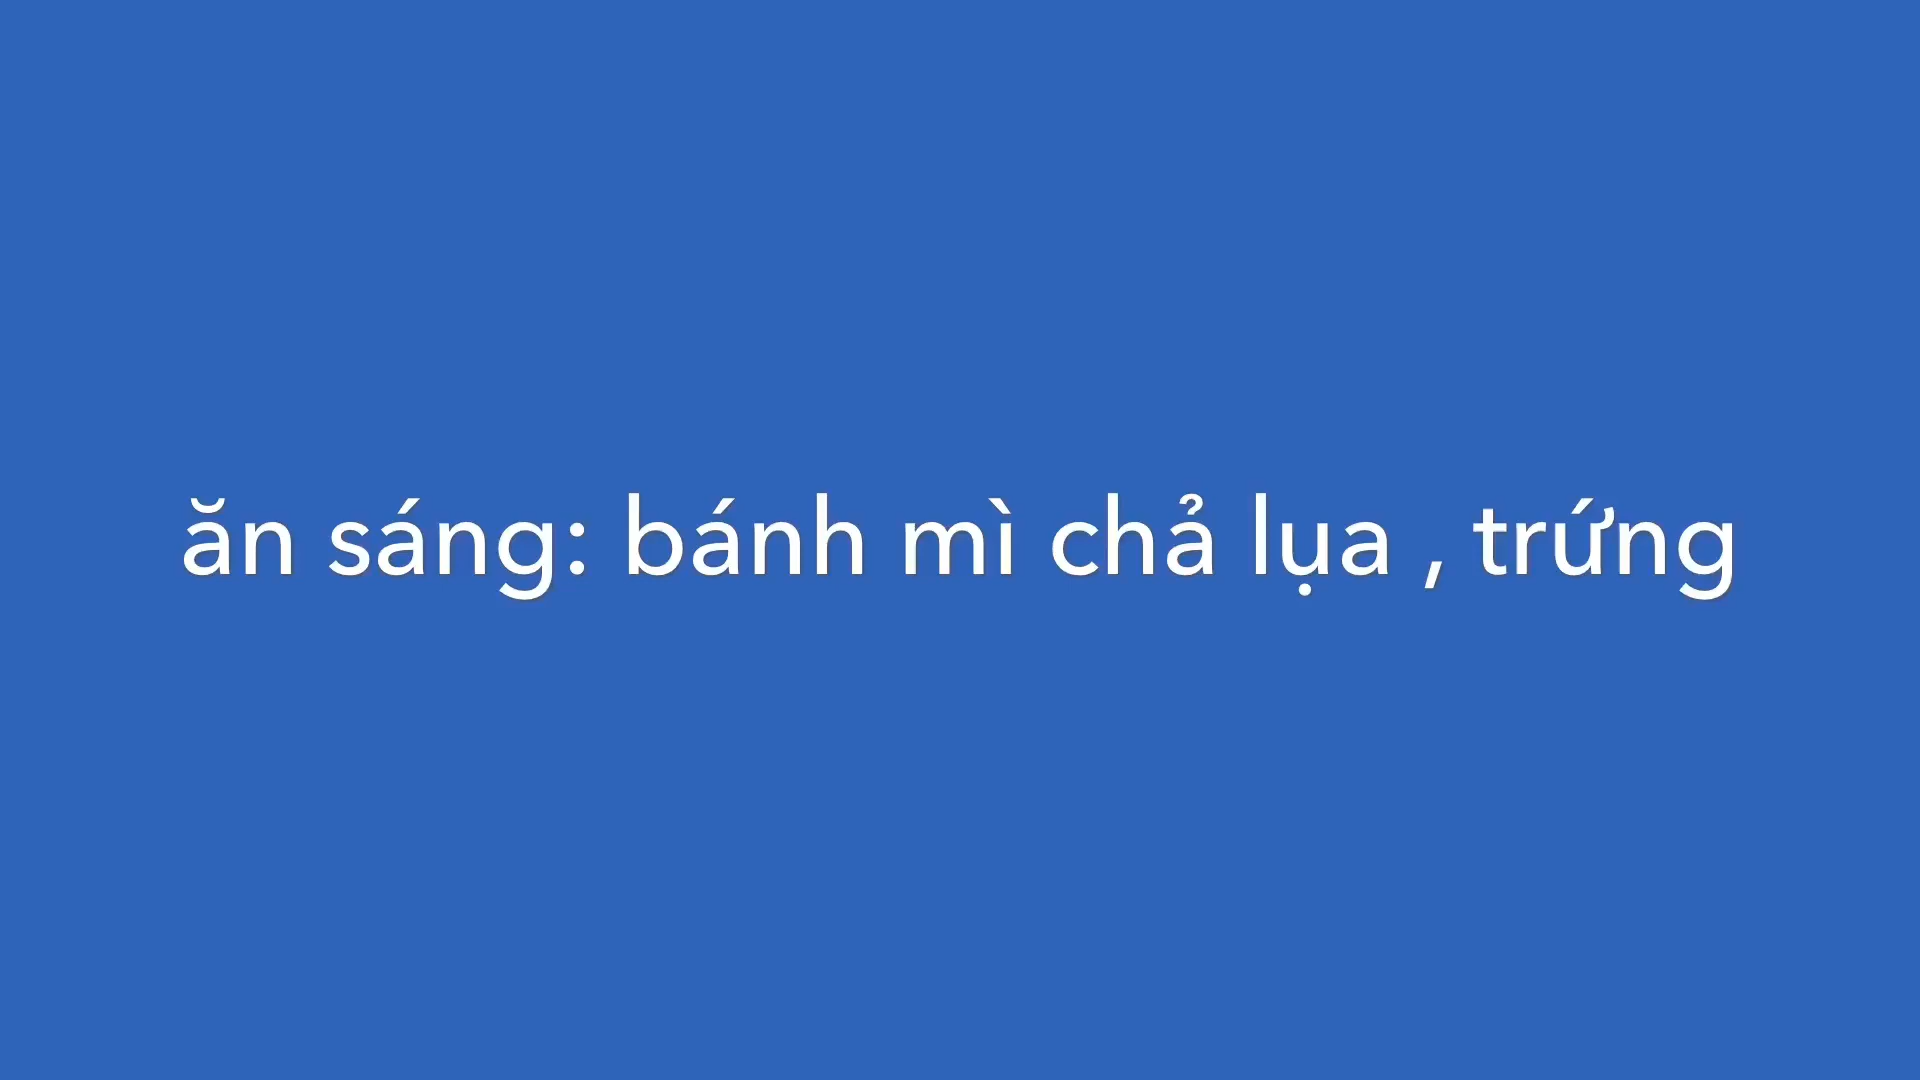 ăn sáng: bánh mì chả lụa , trứng